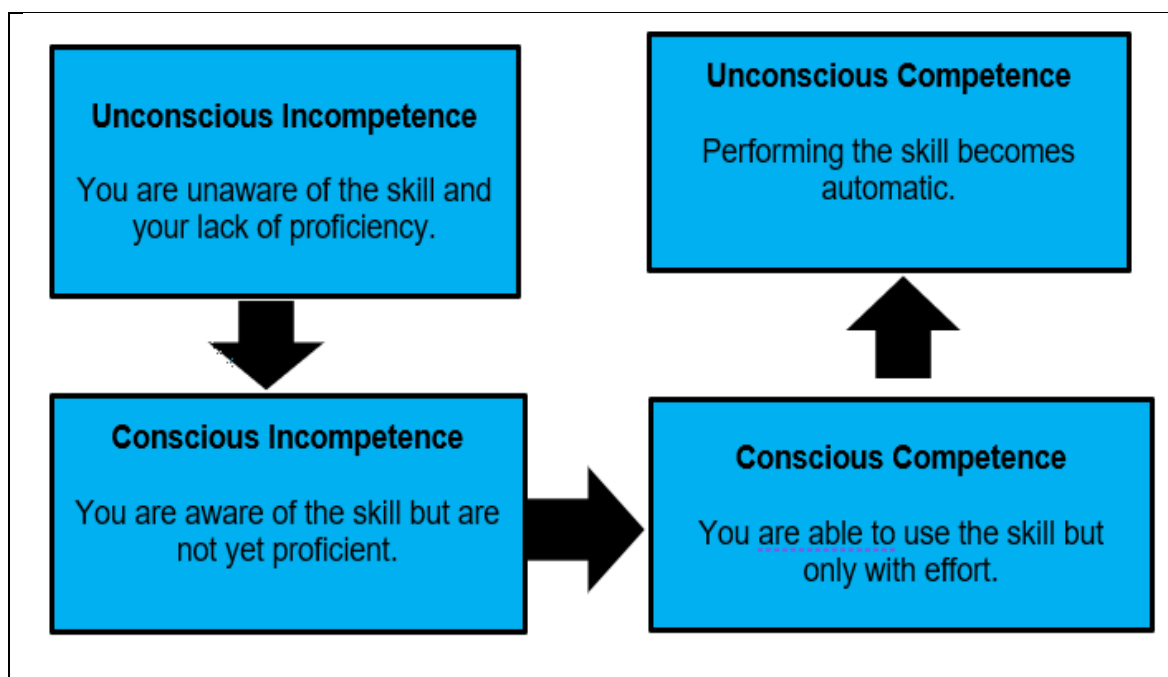 Unconscious Incompetence
You are unaware of the skill and
your lack of proficiency.
Conscious Incompetence
You are aware of the skill but are
not yet proficient.
Conscious Competence
You are able to use the skill but
only with effort.
Unconscious Competence
Performing the skill becomes
automatic.